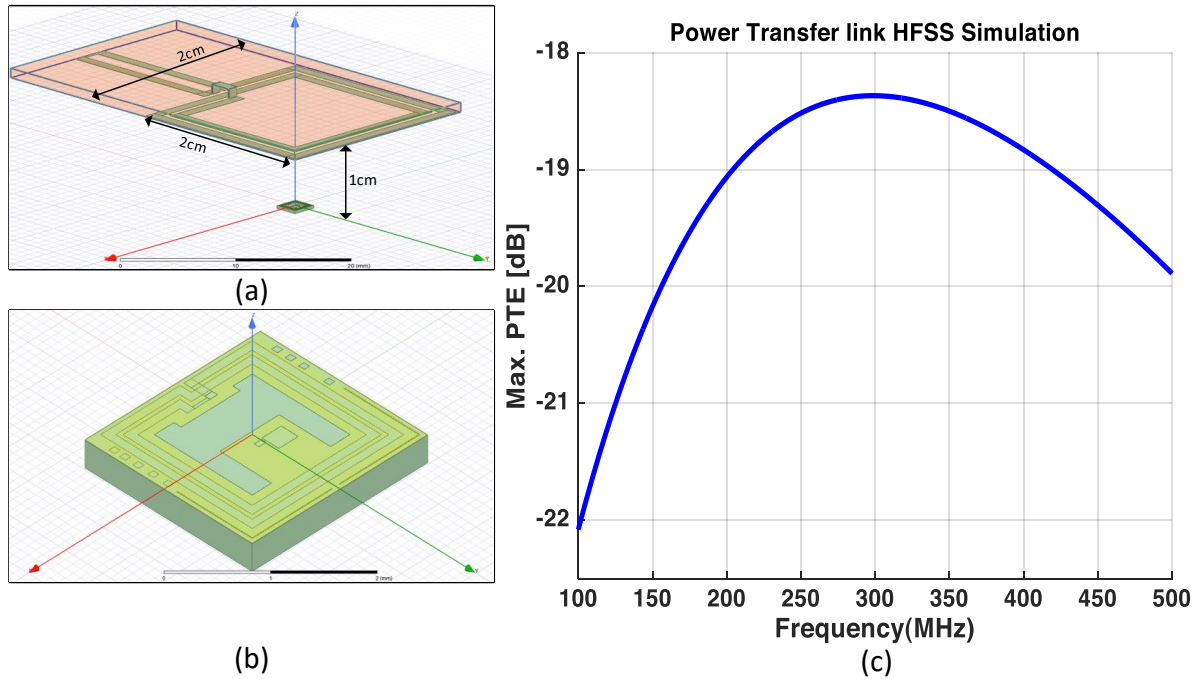 z
2cm
2cm
1cm
x
y
0
10
20 (mm)
(a)
z
y
0
1
2 (mm)
(b)
Power Transfer link HFSS Simulation
Max. PTE [dB]
-18
-19
-20
-21
-22
100 150 200 250 300 350 400 450 500
Frequency(MHz)
(c)